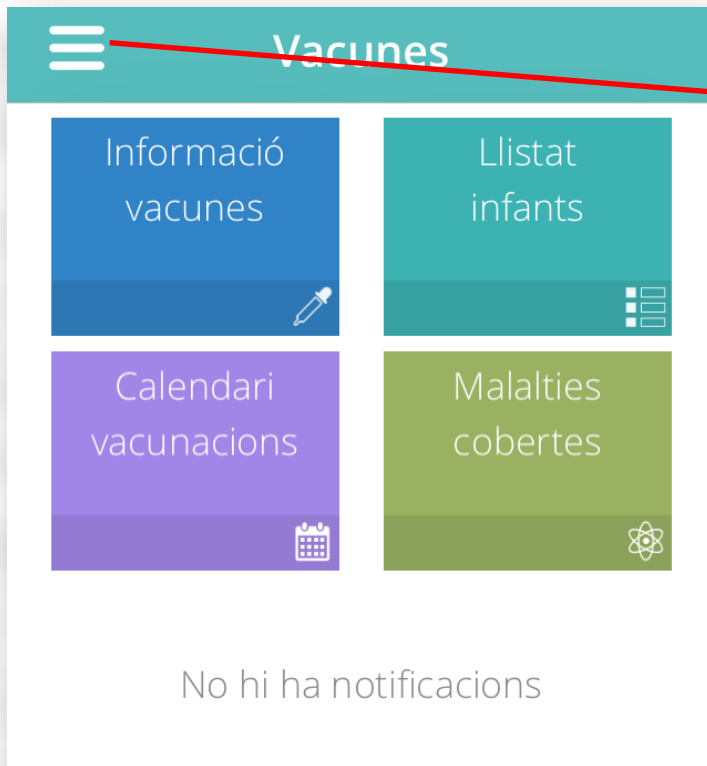 Vacunes
Informació
vacunes
Llistat
infants
Calendari
vacunacions
Malalties
cobertes
No hi ha notificacions